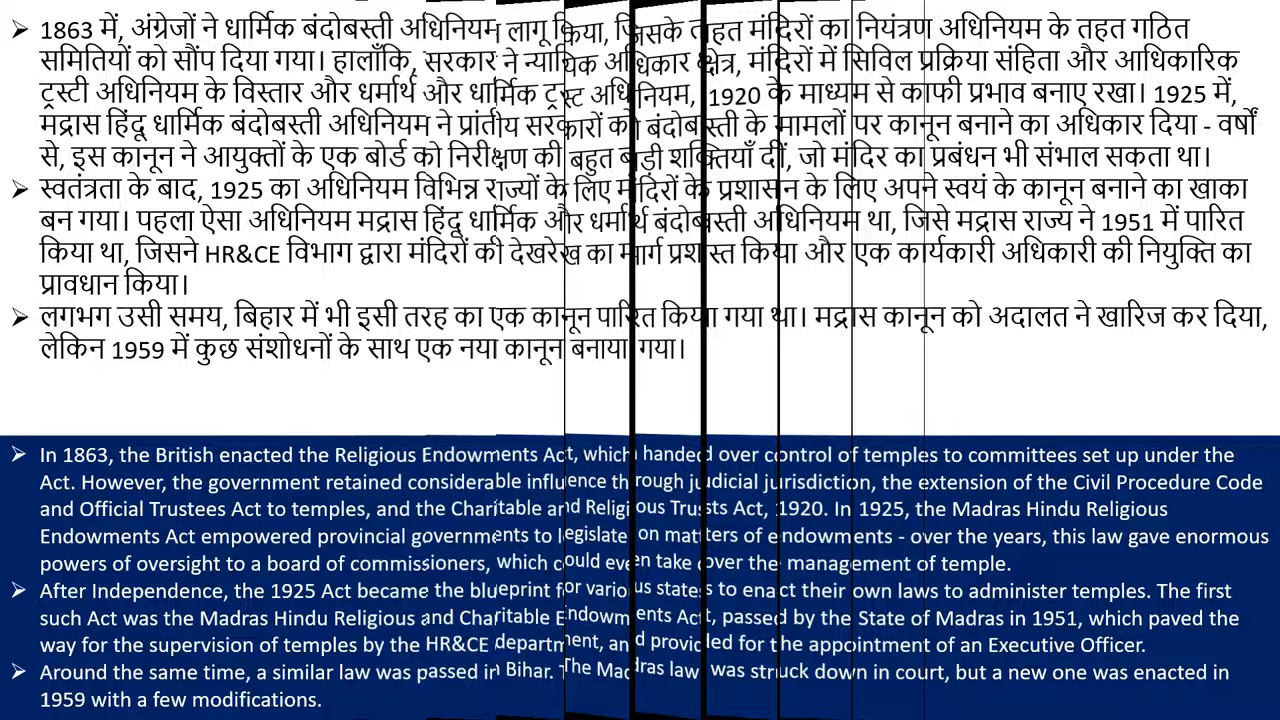 ➢ 1863 में, अंग्रेजों ने धार्मिक बंदोबस्ती अधिनियम लागू किया, जिसके तहत मंदिरों का नियंत्रण अधिनियम के तहत गठित
समितियों को सौंप दिया गया। हालाँकि, सरकार ने न्यायिक अधिकार क्षेत्र, मंदिरों में सिविल प्रक्रिया संहिता और आधिकारिक
ट्रस्टी अधिनियम के विस्तार और धर्मार्थ और धार्मिक ट्रस्ट अधिनियम, 1920 के माध्यम से काफी प्रभाव बनाए रखा। 1925 में,
मद्रास हिंदू धार्मिक बंदोबस्ती अधिनियम ने प्रांतीय सरकारों को बंदोबस्ती के मामलों पर कानून बनाने का अधिकार दिया - वर्षों
से, इस कानून ने आयुक्तों के एक बोर्ड को निरीक्षण की बहुत बड़ी शक्तियाँ दीं, जो मंदिर का प्रबंधन भी संभाल सकता था।
➢ स्वतंत्रता के बाद, 1925 का अधिनियम विभिन्न राज्यों के लिए मंदिरों के प्रशासन के लिए अपने स्वयं के कानून बनाने का खाका
बन गया। पहला ऐसा अधिनियम मद्रास हिंदू धार्मिक और धर्मार्थ बंदोबस्ती अधिनियम था, जिसे मद्रास राज्य ने 1951 में पारित
किया था, जिसने HR&CE विभाग द्वारा मंदिरों की देखरेख का मार्ग प्रशस्त किया और एक कार्यकारी अधिकारी की नियुक्ति का
प्रावधान किया।
➢ लगभग उसी समय, बिहार में भी इसी तरह का एक कानून पारित किया गया था। मद्रास कानून को अदालत ने खारिज कर दिया,
लेकिन 1959 में कुछ संशोधनों के साथ एक नया कानून बनाया गया।
➢ In 1863, the British enacted the Religious Endowments Act, which handed over control of temples to committees set up under the
Act. However, the government retained considerable influence through judicial jurisdiction, the extension of the Civil Procedure Code
and Official Trustees Act to temples, and the Charitable and Religious Trusts Act, 1920. In 1925, the Madras Hindu Religious
Endowments Act empowered provincial governments to legislate on matters of endowments - over the years, this law gave enormous
powers of oversight to a board of commissioners, which could even take over the management of temple.
➢ After Independence, the 1925 Act became the blueprint for various states to enact their own laws to administer temples. The first
such Act was the Madras Hindu Religious and Charitable Endowments Act, passed by the State of Madras in 1951, which paved the
way for the supervision of temples by the HR&CE department, and provided for the appointment of an Executive Officer.
➢ Around the same time, a similar law was passed in Bihar. The Madras law was struck down in court, but a new one was enacted in
1959 with a few modifications.